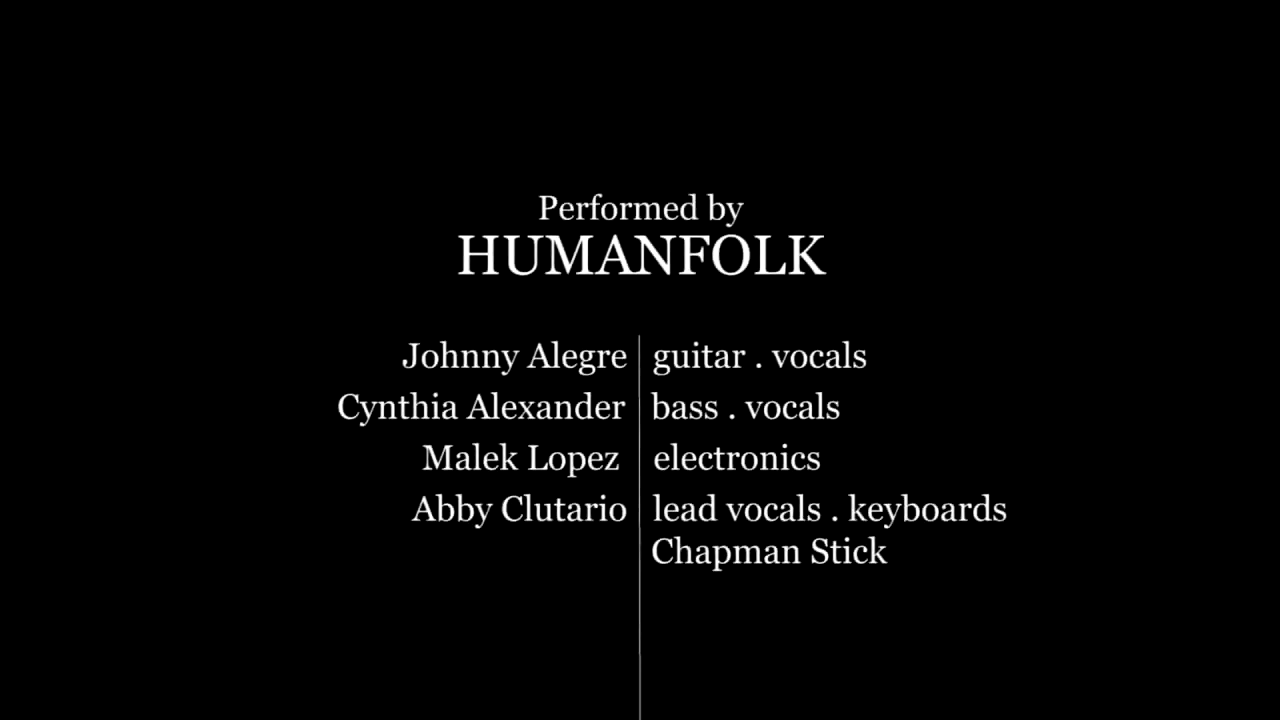 Performed by
HUMANFOLK
Johnny Alegre guitar . vocals
Cynthia Alexander bass . vocals
Malek Lopez electronics
Abby Clutario lead vocals . keyboards
Chapman Stick